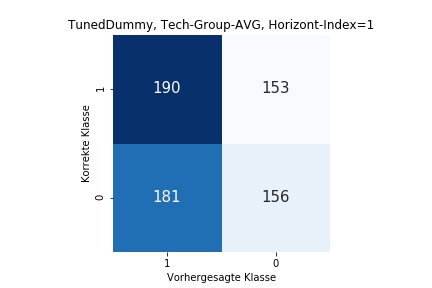 TunedDummy, Tech-Group-AVG, Horizont-Index=1
Korrekte Klasse
1
190
153
0
181
156
1
0
Vorhergesagte Klasse